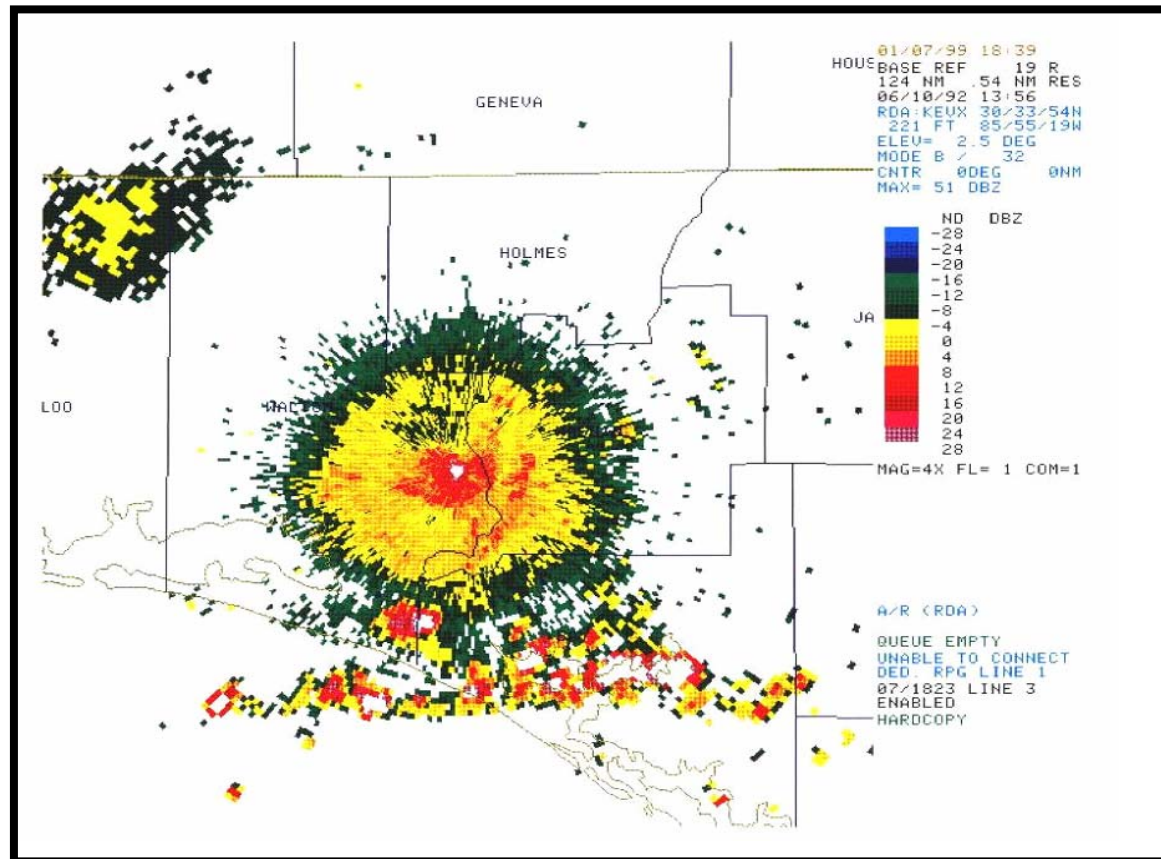 01/07/99 18:39
BASE REF 19 R
124 NM .54 NM RES
06/10/92 13:56
RDA:KEVX 30/33/54N
221 FT 85/55/19W
ELEV= 2.5 DEG
MODE B / 32
CNTR 0DEG 0NM
MAX= 51 DBZ
ND DBZ
-28
-24
-20
-16
-12
-8
-4
0
4
8
12
16
20
24
28
MAG=4X FL= 1 COM=1
A/R (RDA)
QUEUE EMPTY
UNABLE TO CONNECT
DED. RPG LINE 1
07/1823 LINE 3
ENABLED
HARDCOPY
HOUS
GENEVA
HOLMES
JA
LOO